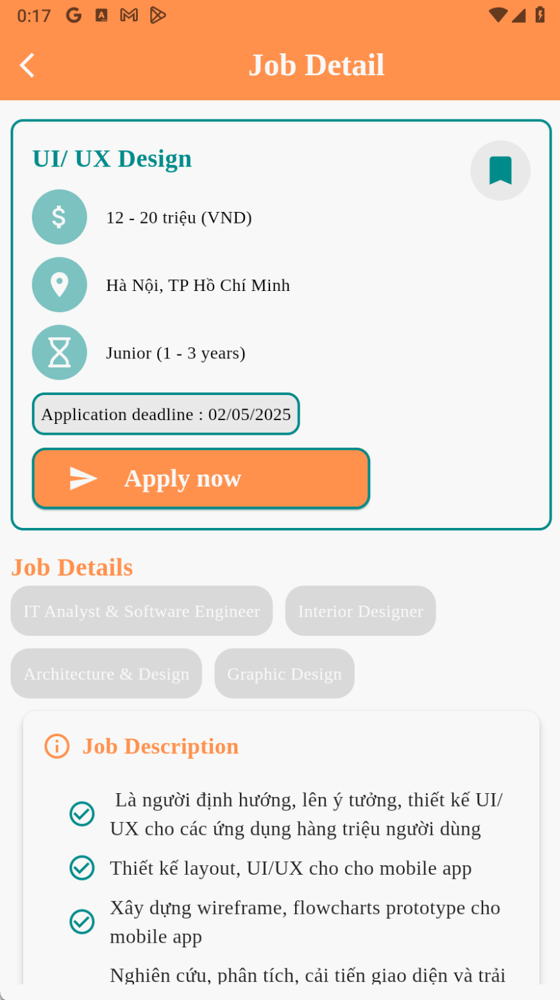 0:17
Job Detail
UI/ UX Design
12 - 20 triệu (VND)
Hà Nội, TP Hồ Chí Minh
Junior (1 - 3 years)
Application deadline : 02/05/2025
Apply now
Job Details
IT Analyst & Software Engineer
Interior Designer
Architecture & Design
Graphic Design
Job Description
Là người định hướng, lên ý tưởng, thiết kế UI/
UX cho các ứng dụng hàng triệu người dùng
Thiết kế layout, UI/UX cho cho mobile app
Xây dựng wireframe, flowcharts prototype cho
mobile app
Nghiên cứu, phân tích, cải tiến giao diện và trải